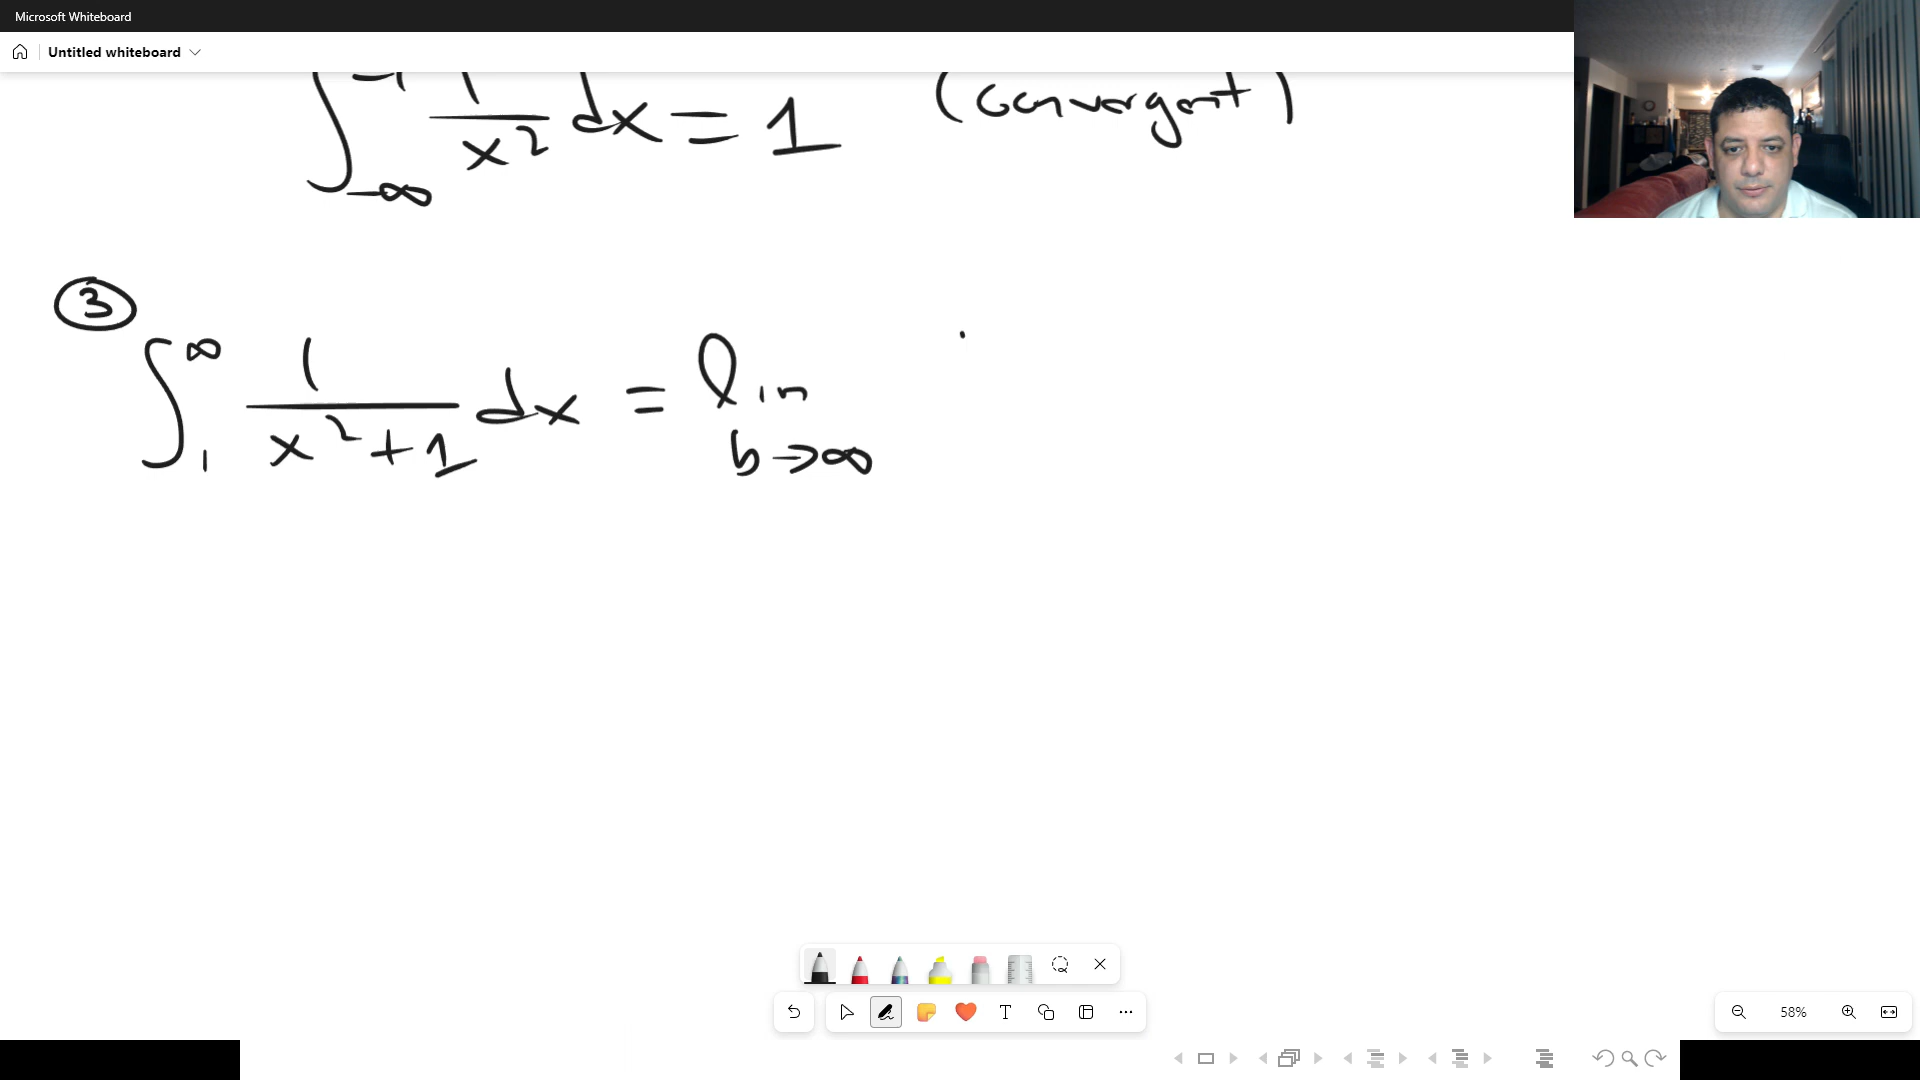 Microsoft Whiteboard
Untitled whiteboard
∫_{-∞}^{-1} 1/x² dx = 1 (convergent)
③
∫_1^∞ 1/(x²+1) dx = lim_{b→∞}
T
58%